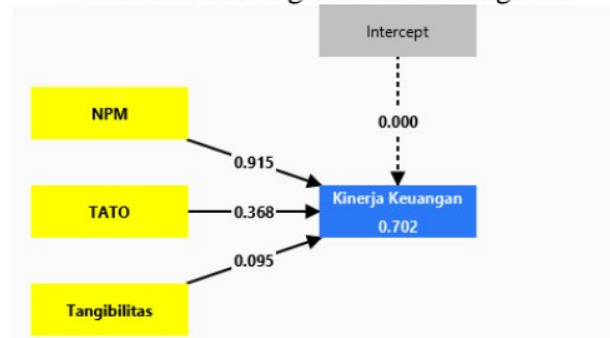 Intercept
NPM
0.000
0.915
TATO
0.368
Kinerja Keuangan
0.702
0.095
Tangibilitas